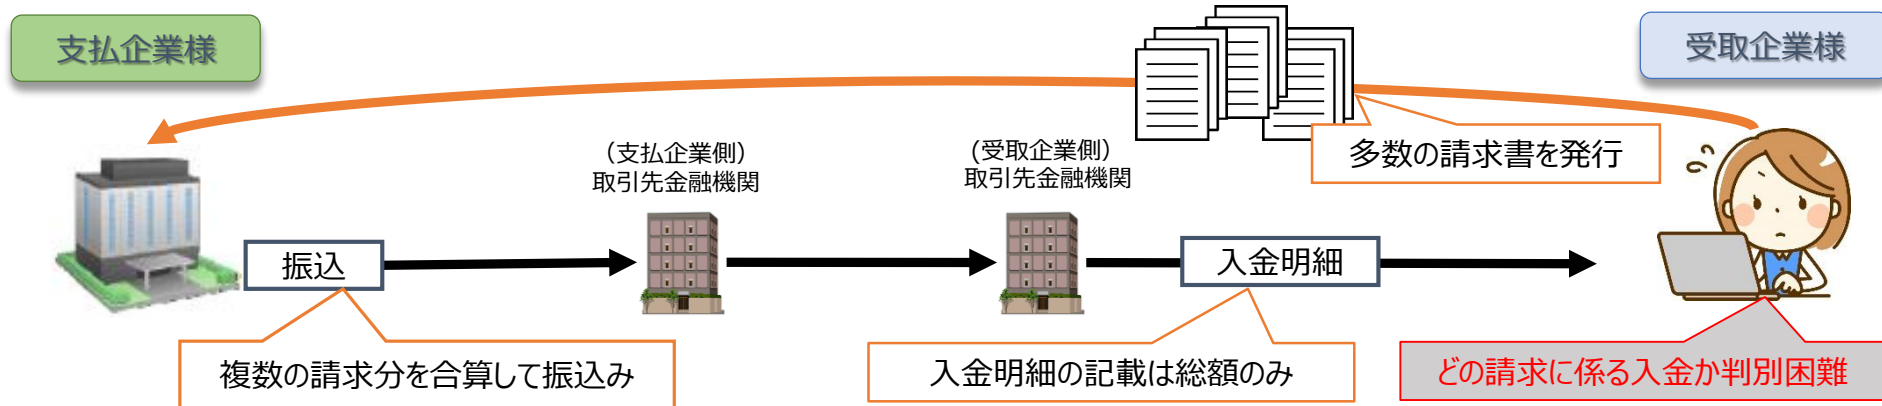 支払企業様
受取企業様
多数の請求書を発行
（支払企業側）
取引先金融機関
（受取企業側）
取引先金融機関
振込
入金明細
複数の請求分を合算して振込み
入金明細の記載は総額のみ
どの請求に係る入金か判別困難